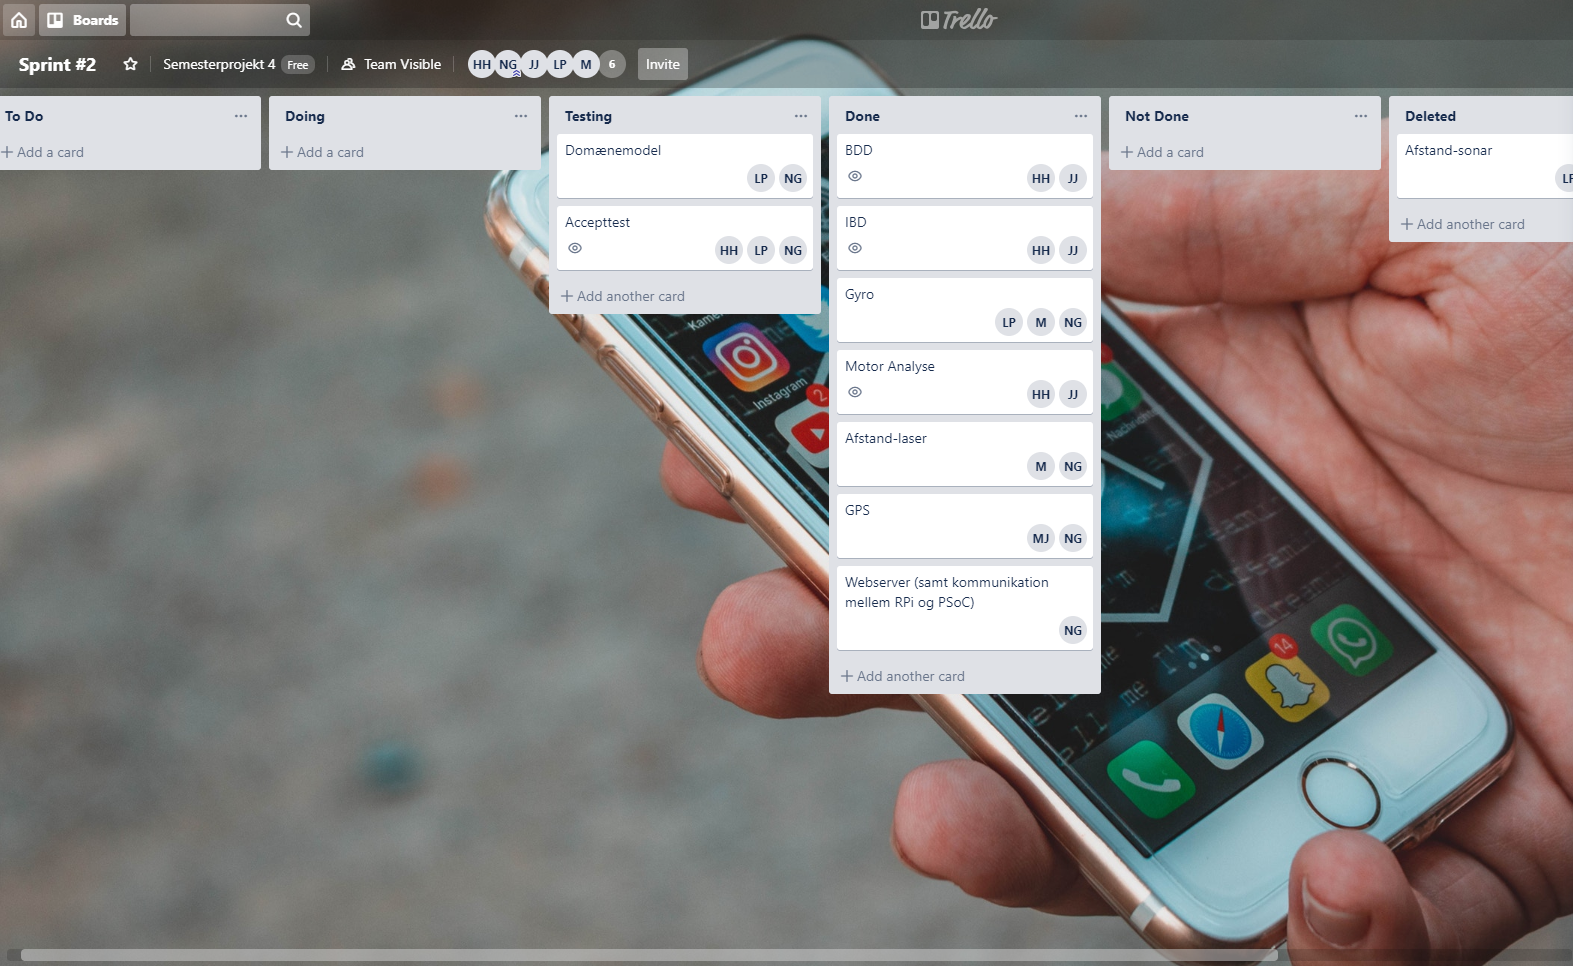 Boards
Trello
Sprint #2
Semesterprojekt 4 Free
Team Visible
HH NG JJ LP M 6
Invite
To Do
Add a card
Doing
Add a card
Testing
Domænemodel
LP NG
Accepttest
HH LP NG
Add another card
Done
BDD
HH JJ
IBD
HH JJ
Gyro
LP M NG
Motor Analyse
HH JJ
Afstand-laser
M NG
GPS
MJ NG
Webserver (samt kommunikation
mellem RPi og PSoC)
NG
Add another card
Not Done
Add a card
Deleted
Afstand-sonar
Add another card
Instagram
2
14